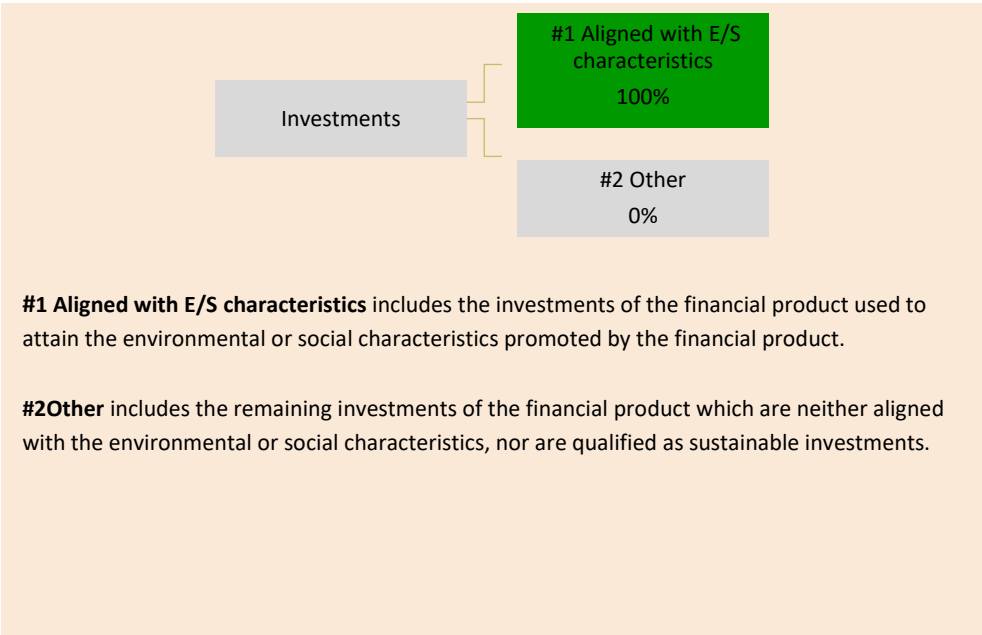 #1 Aligned with E/S
characteristics
100%
Investments
#2 Other
0%
#1 Aligned with E/S characteristics includes the investments of the financial product used to
attain the environmental or social characteristics promoted by the financial product.
#2Other includes the remaining investments of the financial product which are neither aligned
with the environmental or social characteristics, nor are qualified as sustainable investments.